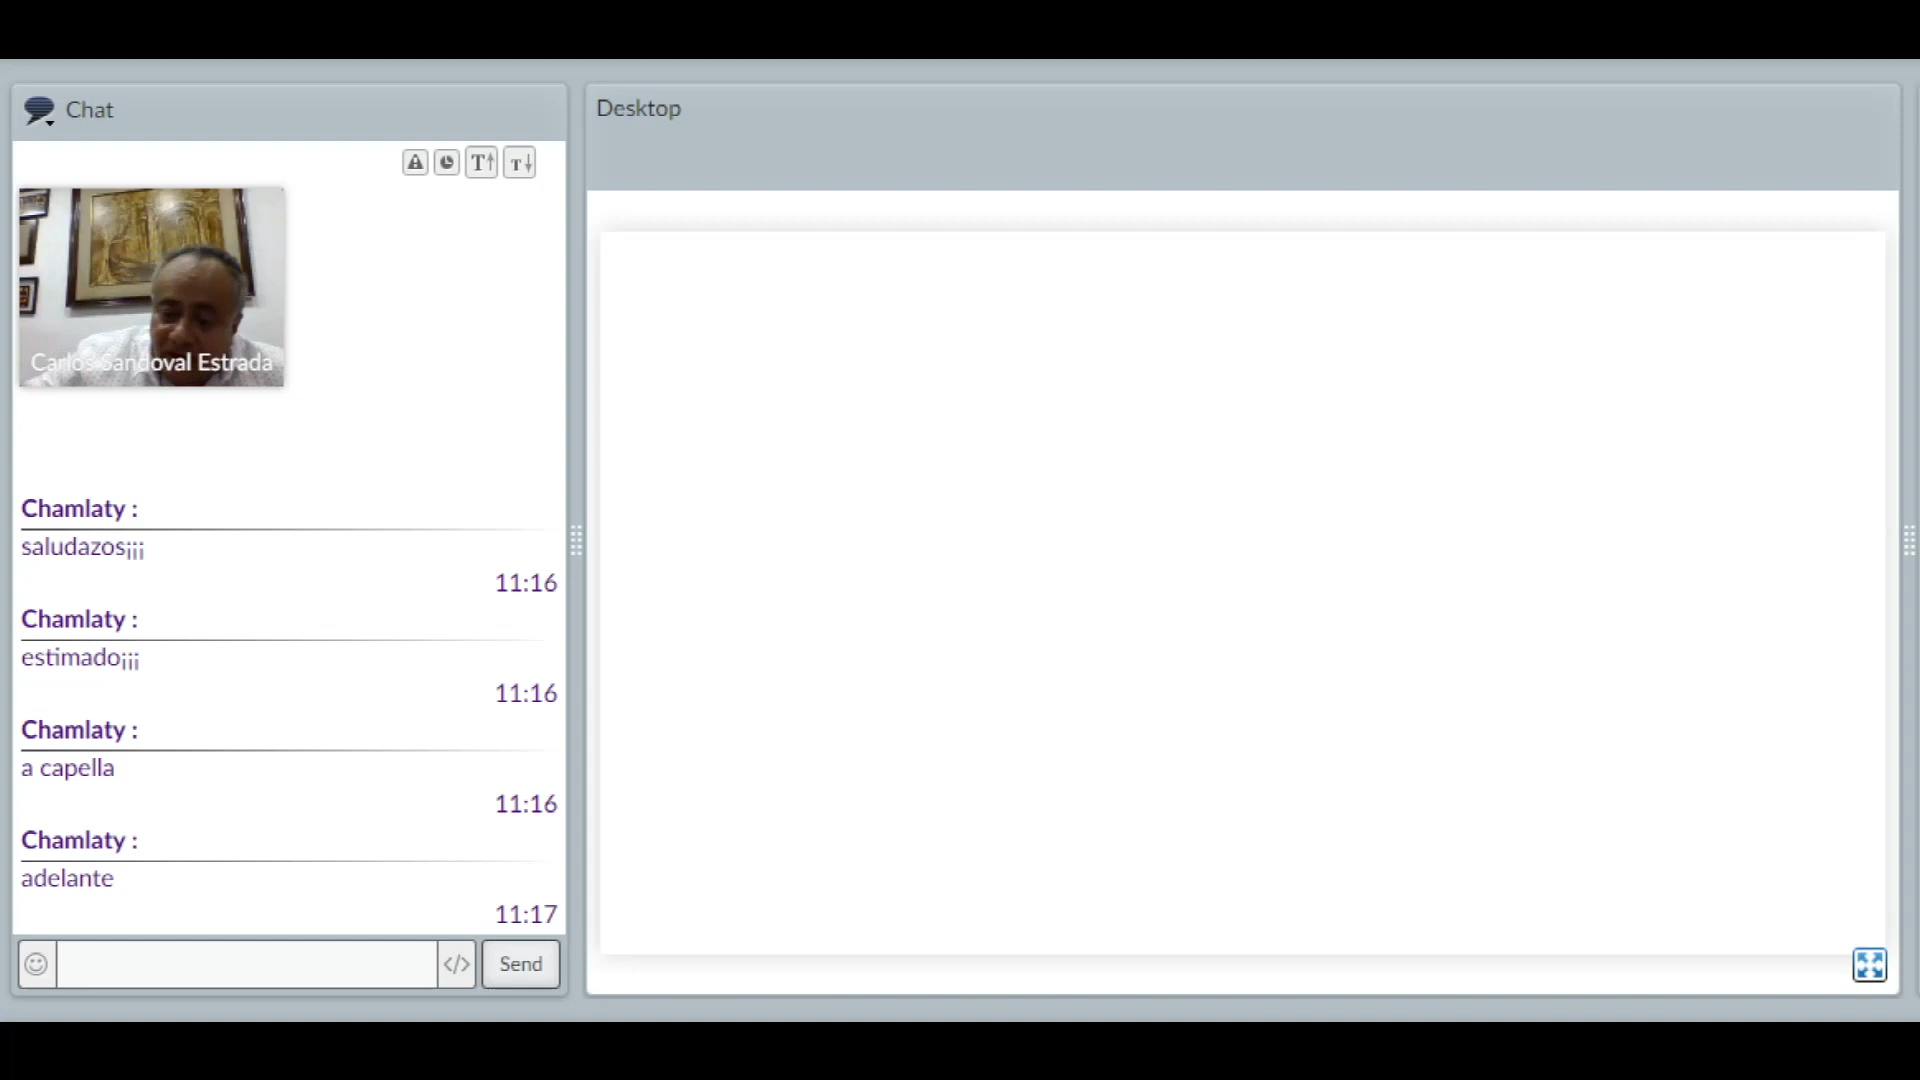 Chat
Desktop
Carlos Sandoval Estrada
Chamlaty :
saludazos¡¡¡
11:16
Chamlaty :
estimado¡¡¡
11:16
Chamlaty :
a capella
11:16
Chamlaty :
adelante
11:17
Send